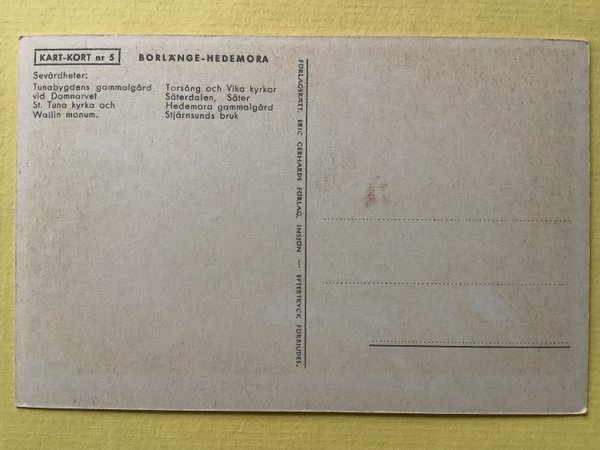 KART-KORT nr 5 BORLÄNGE-HEDEMORA
Sevärdheter:
Tunabygdens gammalgård
vid Domnarvet
St. Tuna kyrka och
Wallin monum.
Torsång och Vika kyrkor
Säterdalen, Säter
Hedemora gammalgård
Stjärnsunds bruk
FÖRLAGSRÄTT, ERIC GERHARDS FÖRLAG, INSJÖN — EFTERTRYCK FÖRBJUDES.